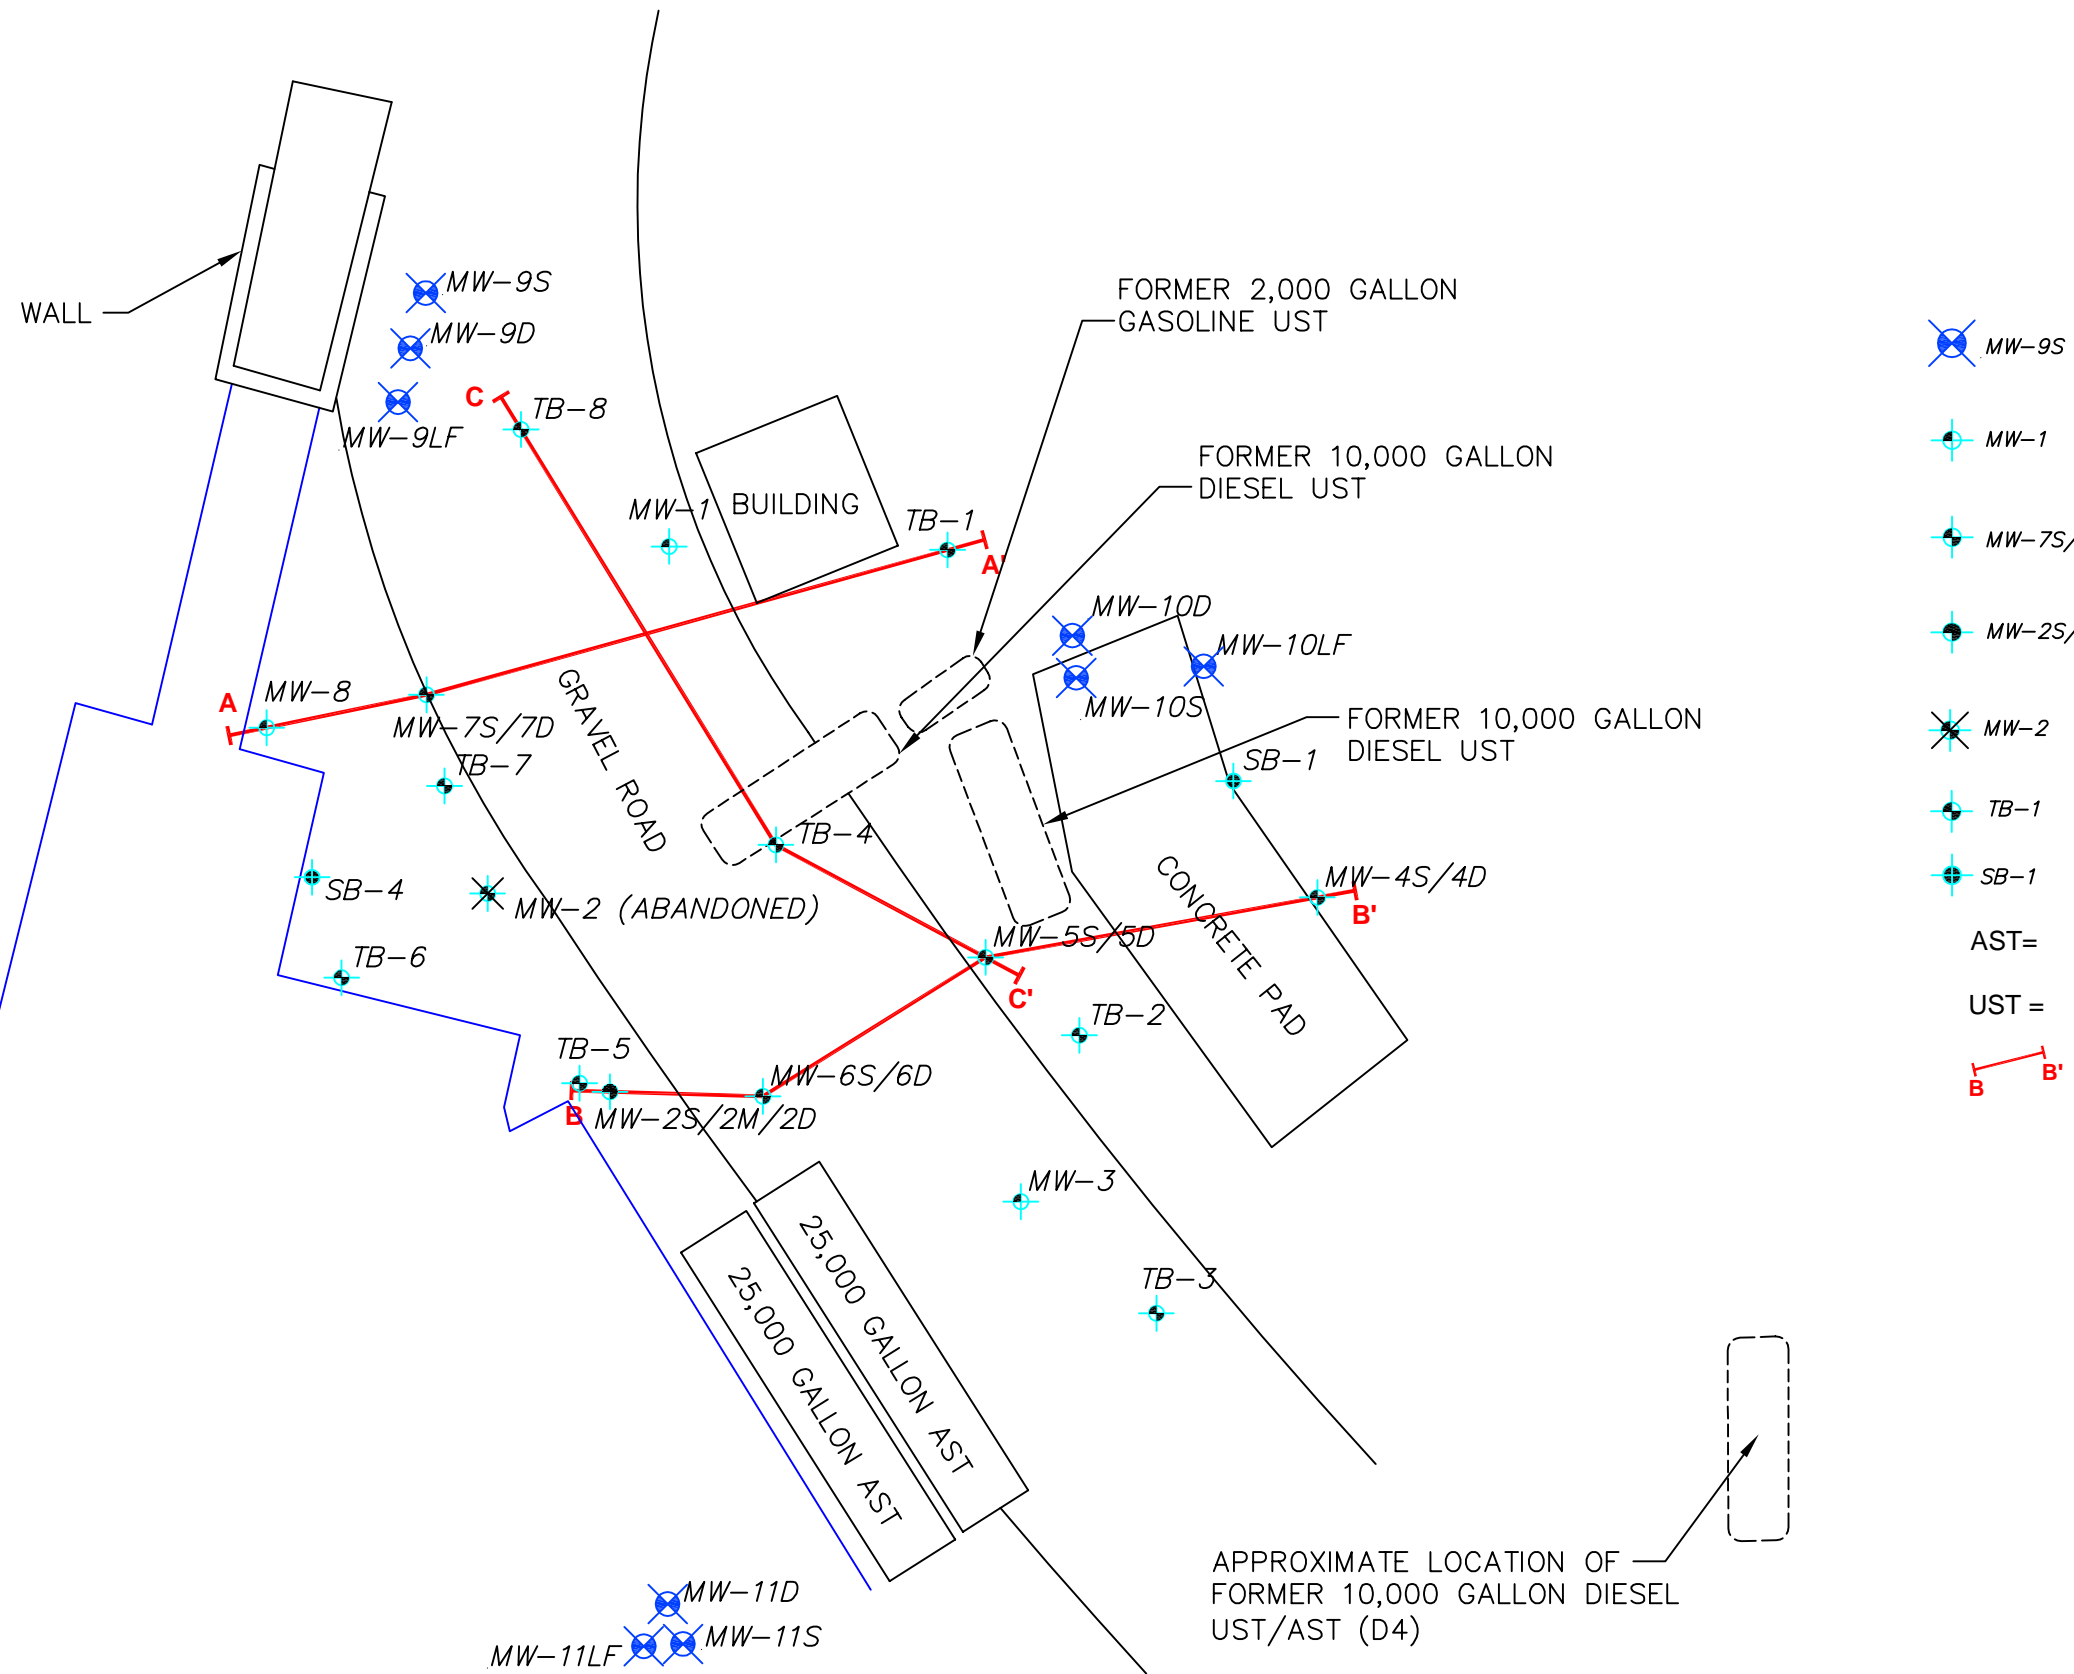 MW-9S
FORMER 2,000 GALLON
GASOLINE UST
WALL
MW-9D
MW-9S
C
TB-8
MW-9LF
MW-1
FORMER 10,000 GALLON
DIESEL UST
BUILDING
MW-1
TB-1
A'
MW-7S/
MW-10D
MW-10LF
MW-2S/
A
MW-8
MW-7S/7D
GRAVEL ROAD
MW-10S
FORMER 10,000 GALLON
DIESEL UST
MW-2
TB-7
SB-1
TB-4
TB-1
SB-4
MW-2 (ABANDONED)
CONCRETE PAD
MW-4S/4D
B'
SB-1
TB-6
MW-5S/5D
C'
AST=
UST =
TB-2
TB-5
B
MW-2S/2M/2D
MW-6S/6D
B
B'
MW-3
TB-3
25,000 GALLON AST
25,000 GALLON AST
APPROXIMATE LOCATION OF
FORMER 10,000 GALLON DIESEL
UST/AST (D4)
MW-11D
MW-11S
MW-11LF